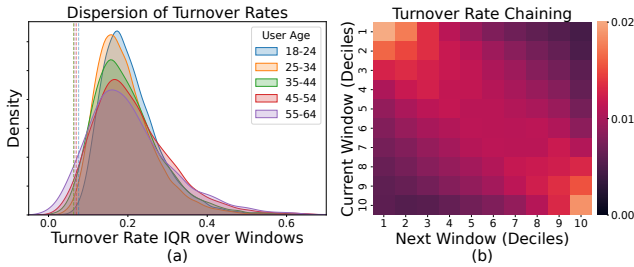 Dispersion of Turnover Rates
User Age
18-24
25-34
35-44
45-54
55-64
Density
0.0 0.2 0.4 0.6
Turnover Rate IQR over Windows
(a)
Turnover Rate Chaining
Current Window (Deciles)
1
2
3
4
5
6
7
8
9
10
1 2 3 4 5 6 7 8 9 10
Next Window (Deciles)
(b)
0.02
0.01
0.00